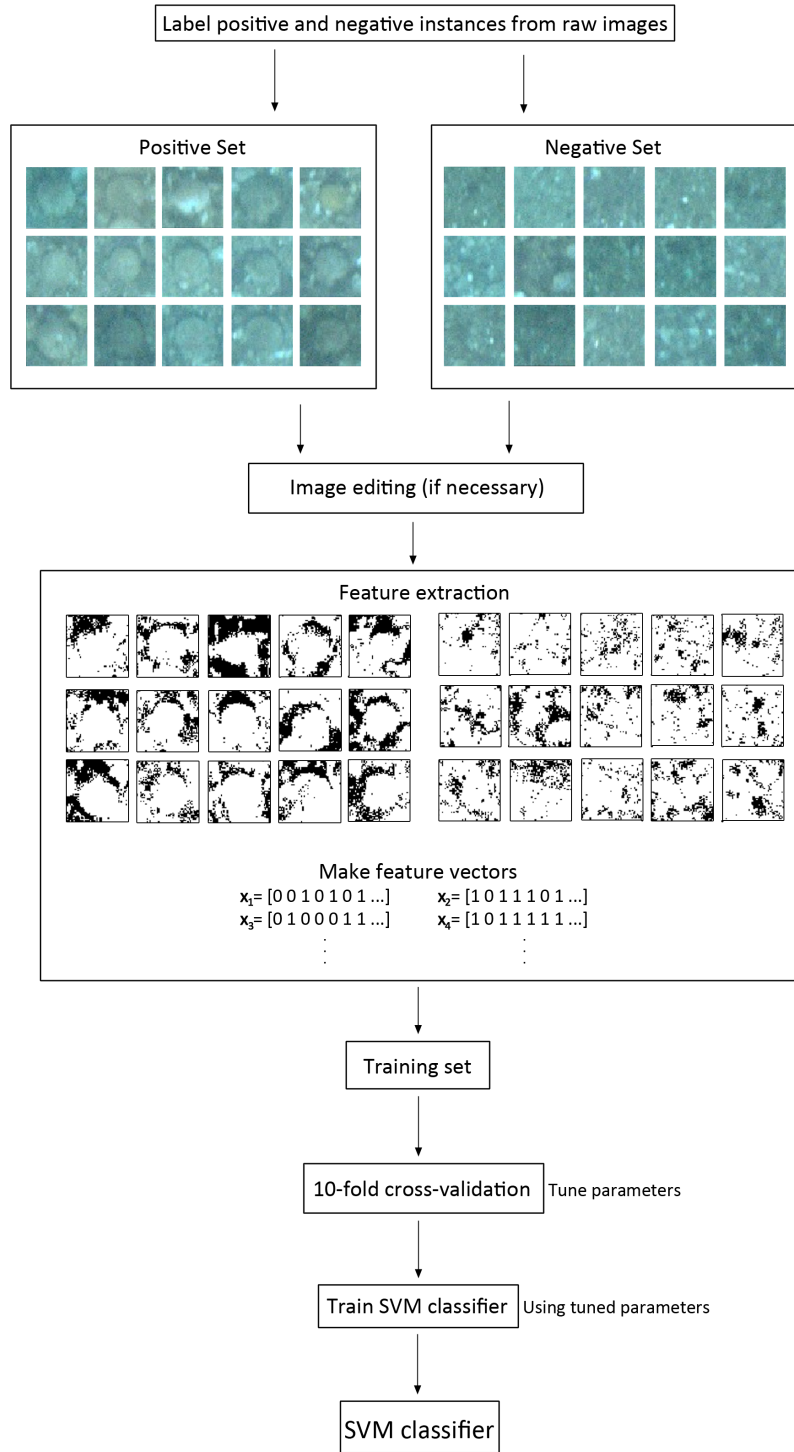 Label positive and negative instances from raw images
Positive Set
Negative Set
Image editing (if necessary)
Feature extraction
Make feature vectors
x₁= [0 0 1 0 1 0 1 ...]
x₂= [1 0 1 1 1 0 1 ...]
x₃= [0 1 0 0 0 1 1 ...]
x₄= [1 0 1 1 1 1 1 ...]
Training set
10-fold cross-validation
Tune parameters
Train SVM classifier
Using tuned parameters
SVM classifier